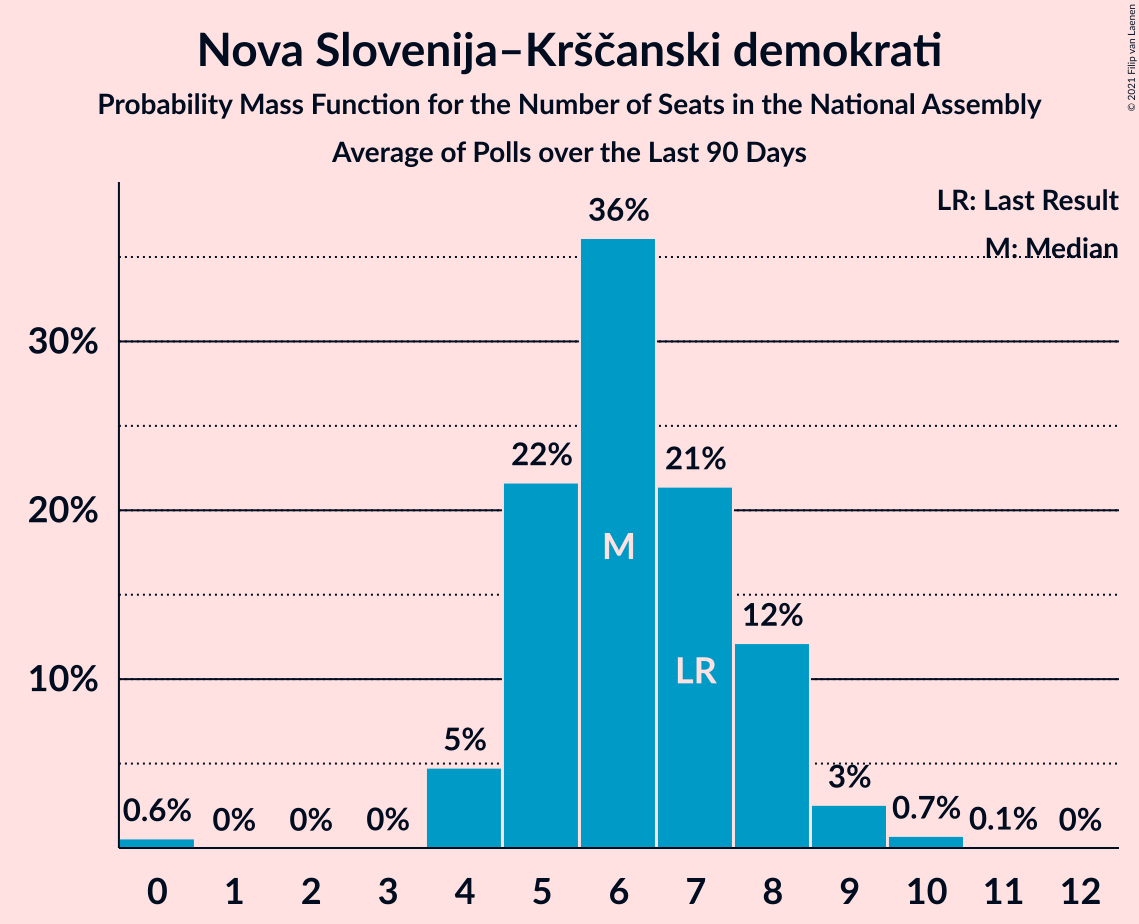 Nova Slovenija–Krščanski demokrati
Probability Mass Function for the Number of Seats in the National Assembly
Average of Polls over the Last 90 Days
© 2021 Filip van Laenen
LR: Last Result
M: Median
36%
30%
22%
21%
20%
M
12%
LR
10%
5%
3%
0.6%
0%
0%
0%
0.7%
0.1%
0%
0 1 2 3 4 5 6 7 8 9 10 11 12